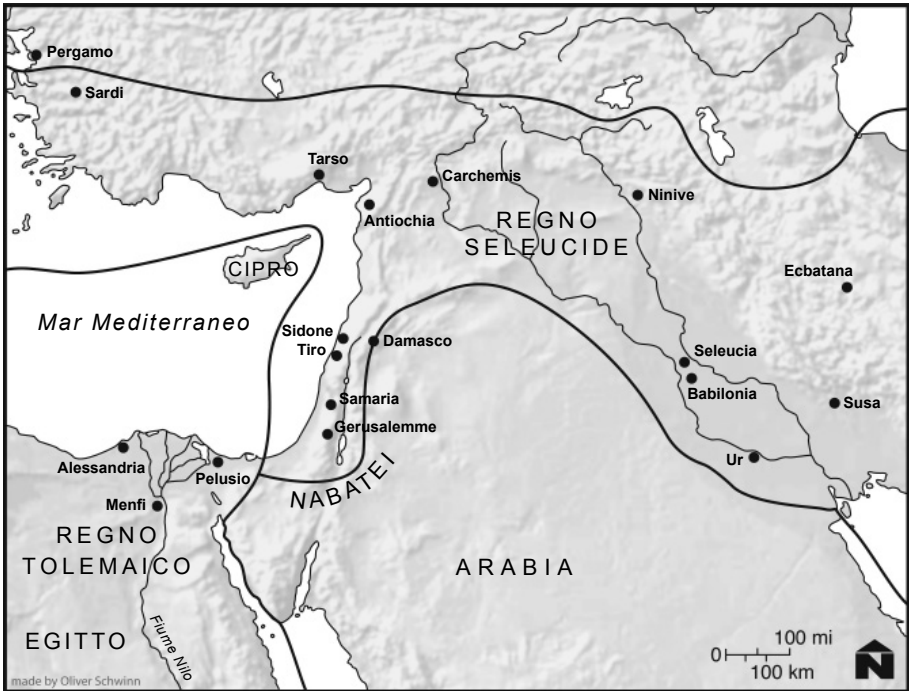 Pergamo
Sardi
Tarso
Carchemis
Ninive
Antiochia
REGNO
SELEUCIDE
CIPRO
Ecbatana
Mar Mediterraneo
Sidone
Tiro
Damasco
Seleucia
Babilonia
Samaria
Susa
Gerusalemme
Alessandria
Pelusio
Ur
NABATEI
Menfi
REGNO
TOLEMAICO
ARABIA
Fiume Nilo
EGITTO
100 mi
0
100 km
N
made by Oliver Schwinn